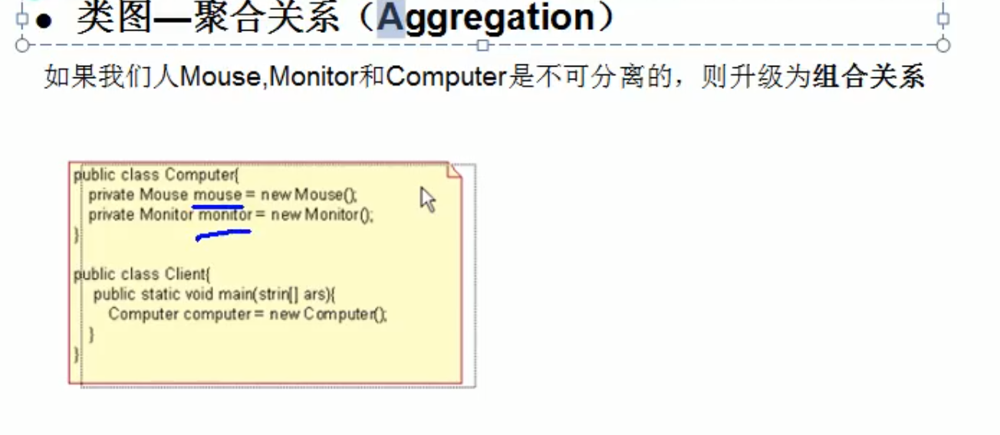 ● 类图—聚合关系（Aggregation）
如果我们人Mouse,Monitor和Computer是不可分离的，则升级为组合关系
public class Computer{
private Mouse mouse = new Mouse();
private Monitor monitor = new Monitor();
}
public class Client{
public static void main(strin[] ars){
Computer computer = new Computer();
}
}